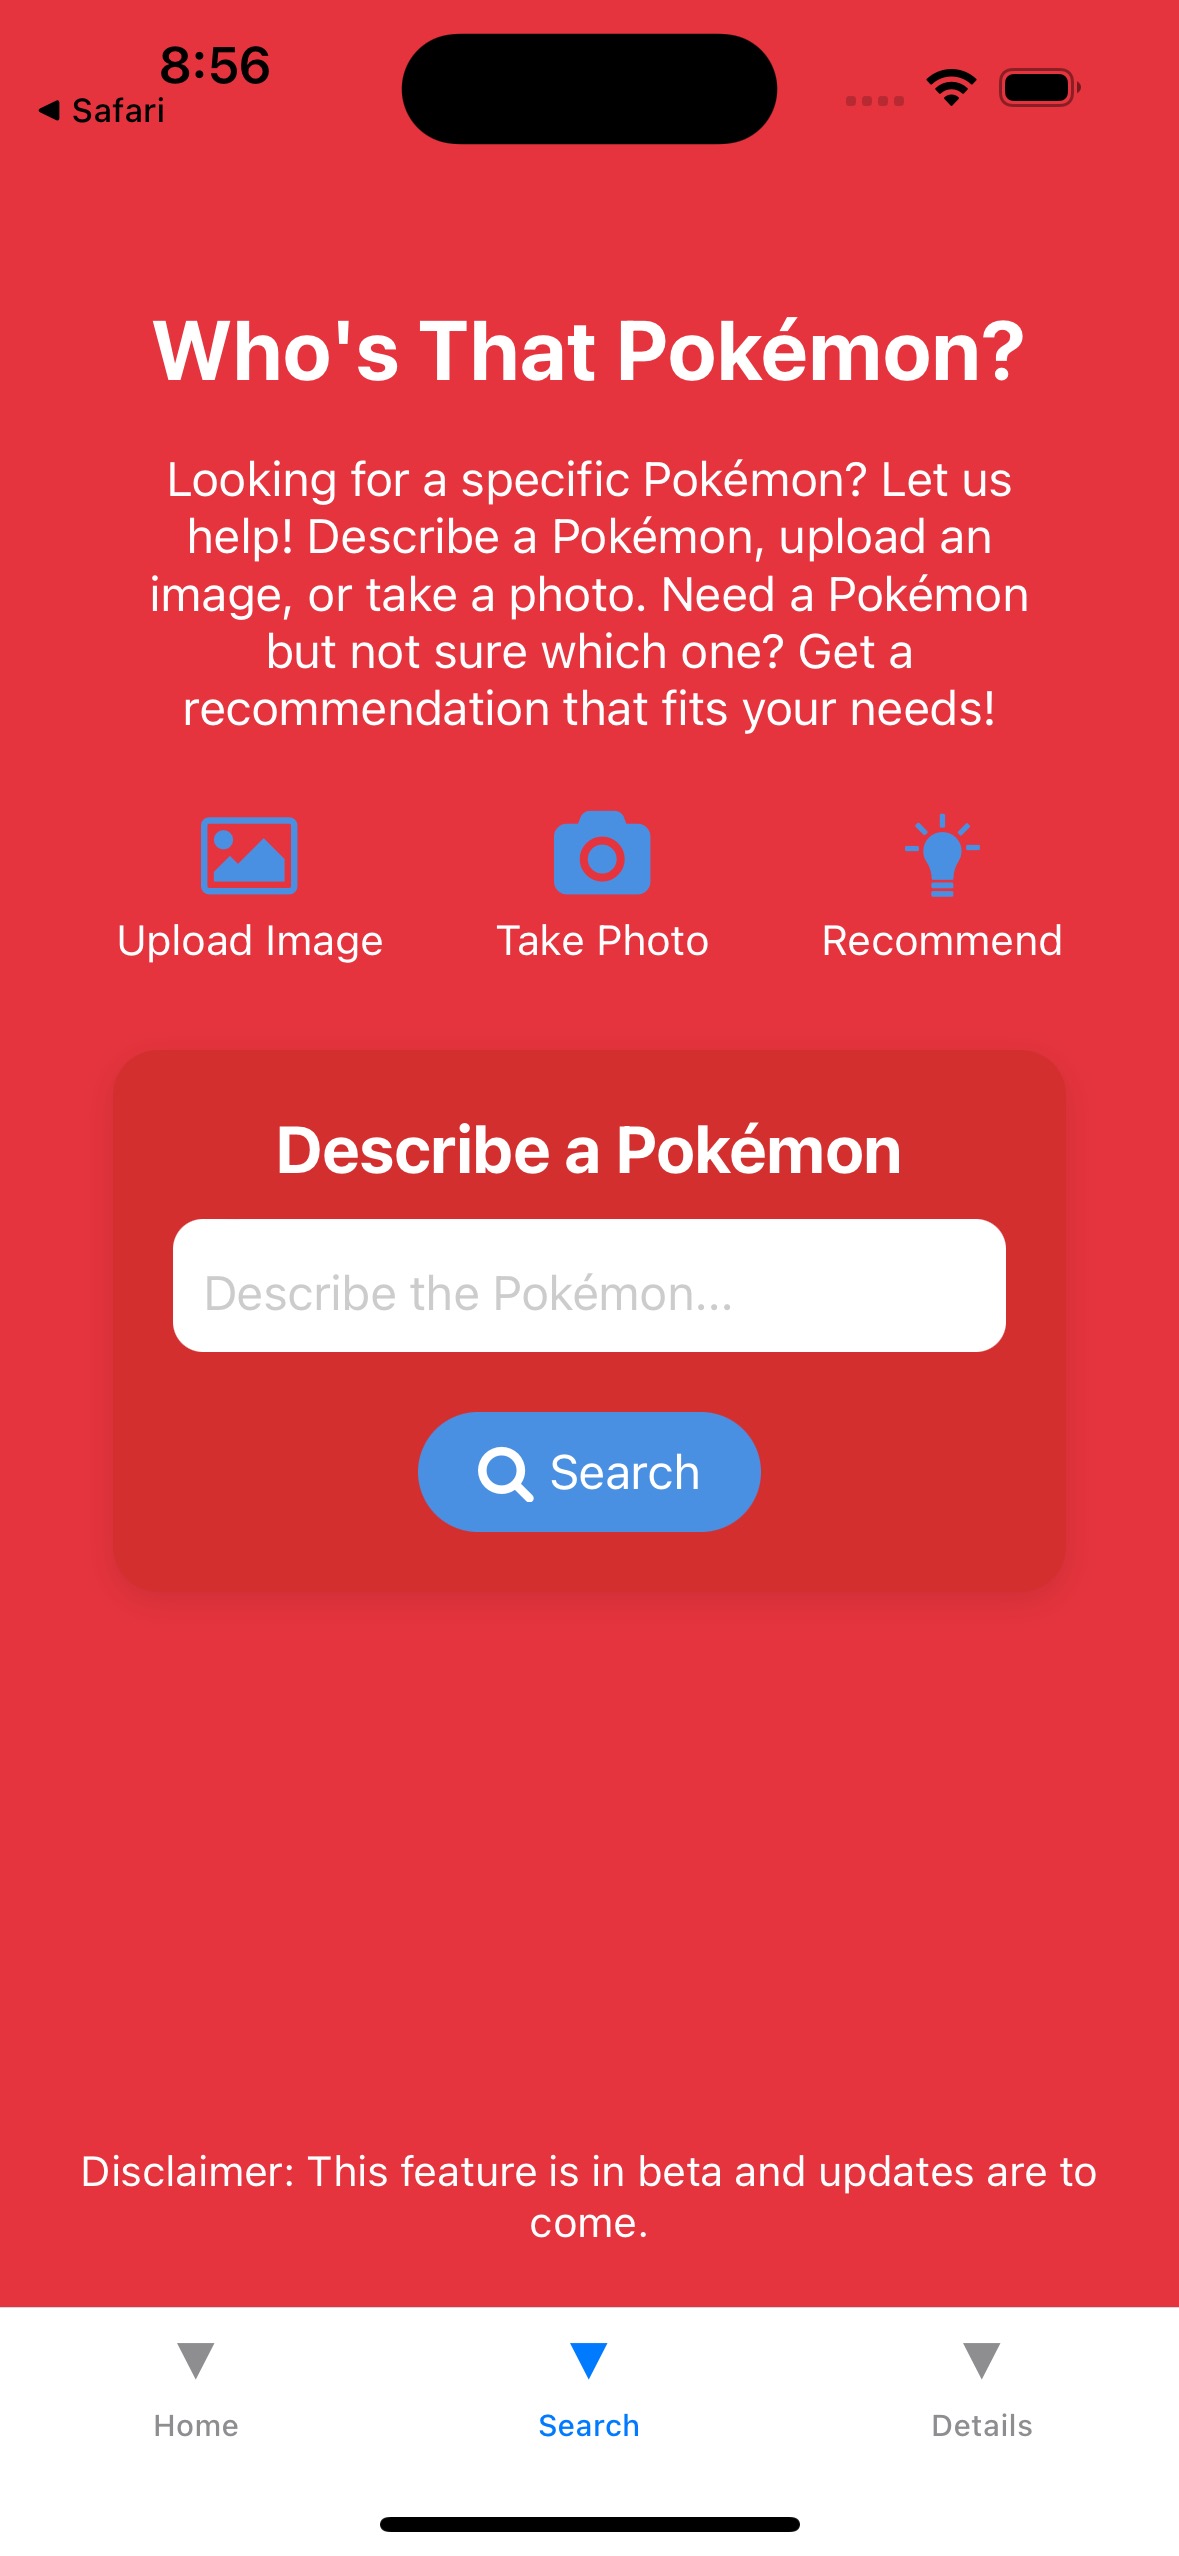 8:56
Safari
Who's That Pokémon?
Looking for a specific Pokémon? Let us
help! Describe a Pokémon, upload an
image, or take a photo. Need a Pokémon
but not sure which one? Get a
recommendation that fits your needs!
Upload Image
Take Photo
Recommend
Describe a Pokémon
Describe the Pokémon...
Search
Disclaimer: This feature is in beta and updates are to
come.
Home
Search
Details